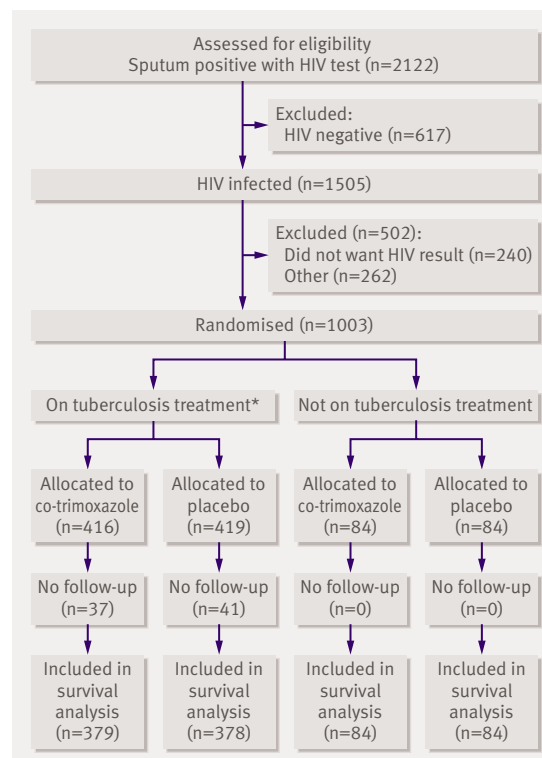 Assessed for eligibility
Sputum positive with HIV test (n=2122)
Excluded:
HIV negative (n=617)
HIV infected (n=1505)
Excluded (n=502):
Did not want HIV result (n=240)
Other (n=262)
Randomised (n=1003)
On tuberculosis treatment*
Not on tuberculosis treatment
Allocated to
co-trimoxazole
(n=416)
Allocated to
placebo
(n=419)
Allocated to
co-trimoxazole
(n=84)
Allocated to
placebo
(n=84)
No follow-up
(n=37)
No follow-up
(n=41)
No follow-up
(n=0)
No follow-up
(n=0)
Included in
survival
analysis
(n=379)
Included in
survival
analysis
(n=378)
Included in
survival
analysis
(n=84)
Included in
survival
analysis
(n=84)